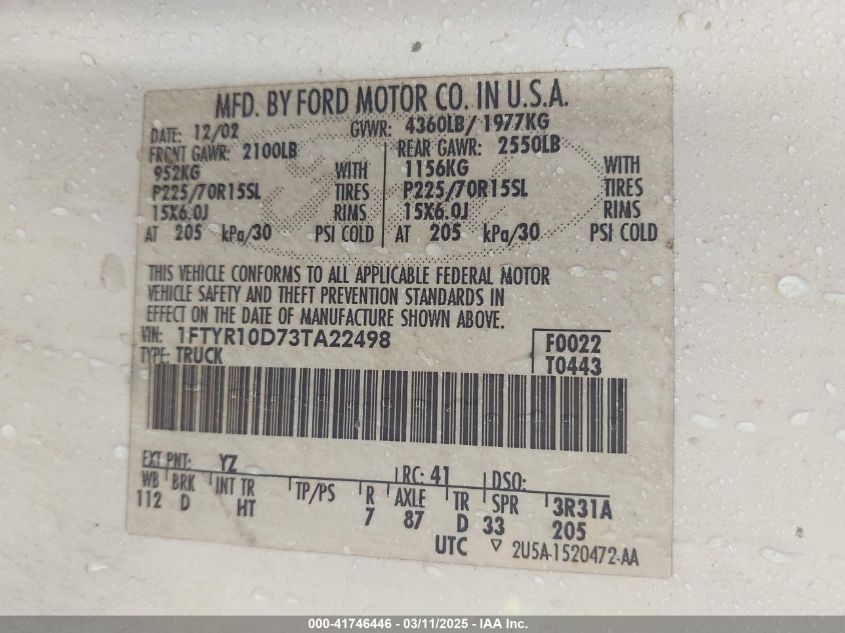 MFD. BY FORD MOTOR CO. IN U.S.A.
DATE: 12/02 GVWR: 4360LB/ 1977KG
FRONT GAWR: 2100LB REAR GAWR: 2550LB
952KG WITH 1156KG WITH
P225/70R15SL TIRES P225/70R15SL TIRES
15X6.0J RIMS 15X6.0J RIMS
AT 205 kPa/30 PSI COLD AT 205 kPa/30 PSI COLD
THIS VEHICLE CONFORMS TO ALL APPLICABLE FEDERAL MOTOR
VEHICLE SAFETY AND THEFT PREVENTION STANDARDS IN
EFFECT ON THE DATE OF MANUFACTURE SHOWN ABOVE.
VIN: 1FTYR10D73TA22498 F0022
TYPE: TRUCK T0443
EXT PNT: YZ RC: 41 DSO:
WB BRK INT TR TP/PS R AXLE TR SPR 3R31A
112 D HT 7 87 D 33 205
UTC ▽ 2U5A-1520472-AA
000-41746446 - 03/11/2025 - IAA Inc.